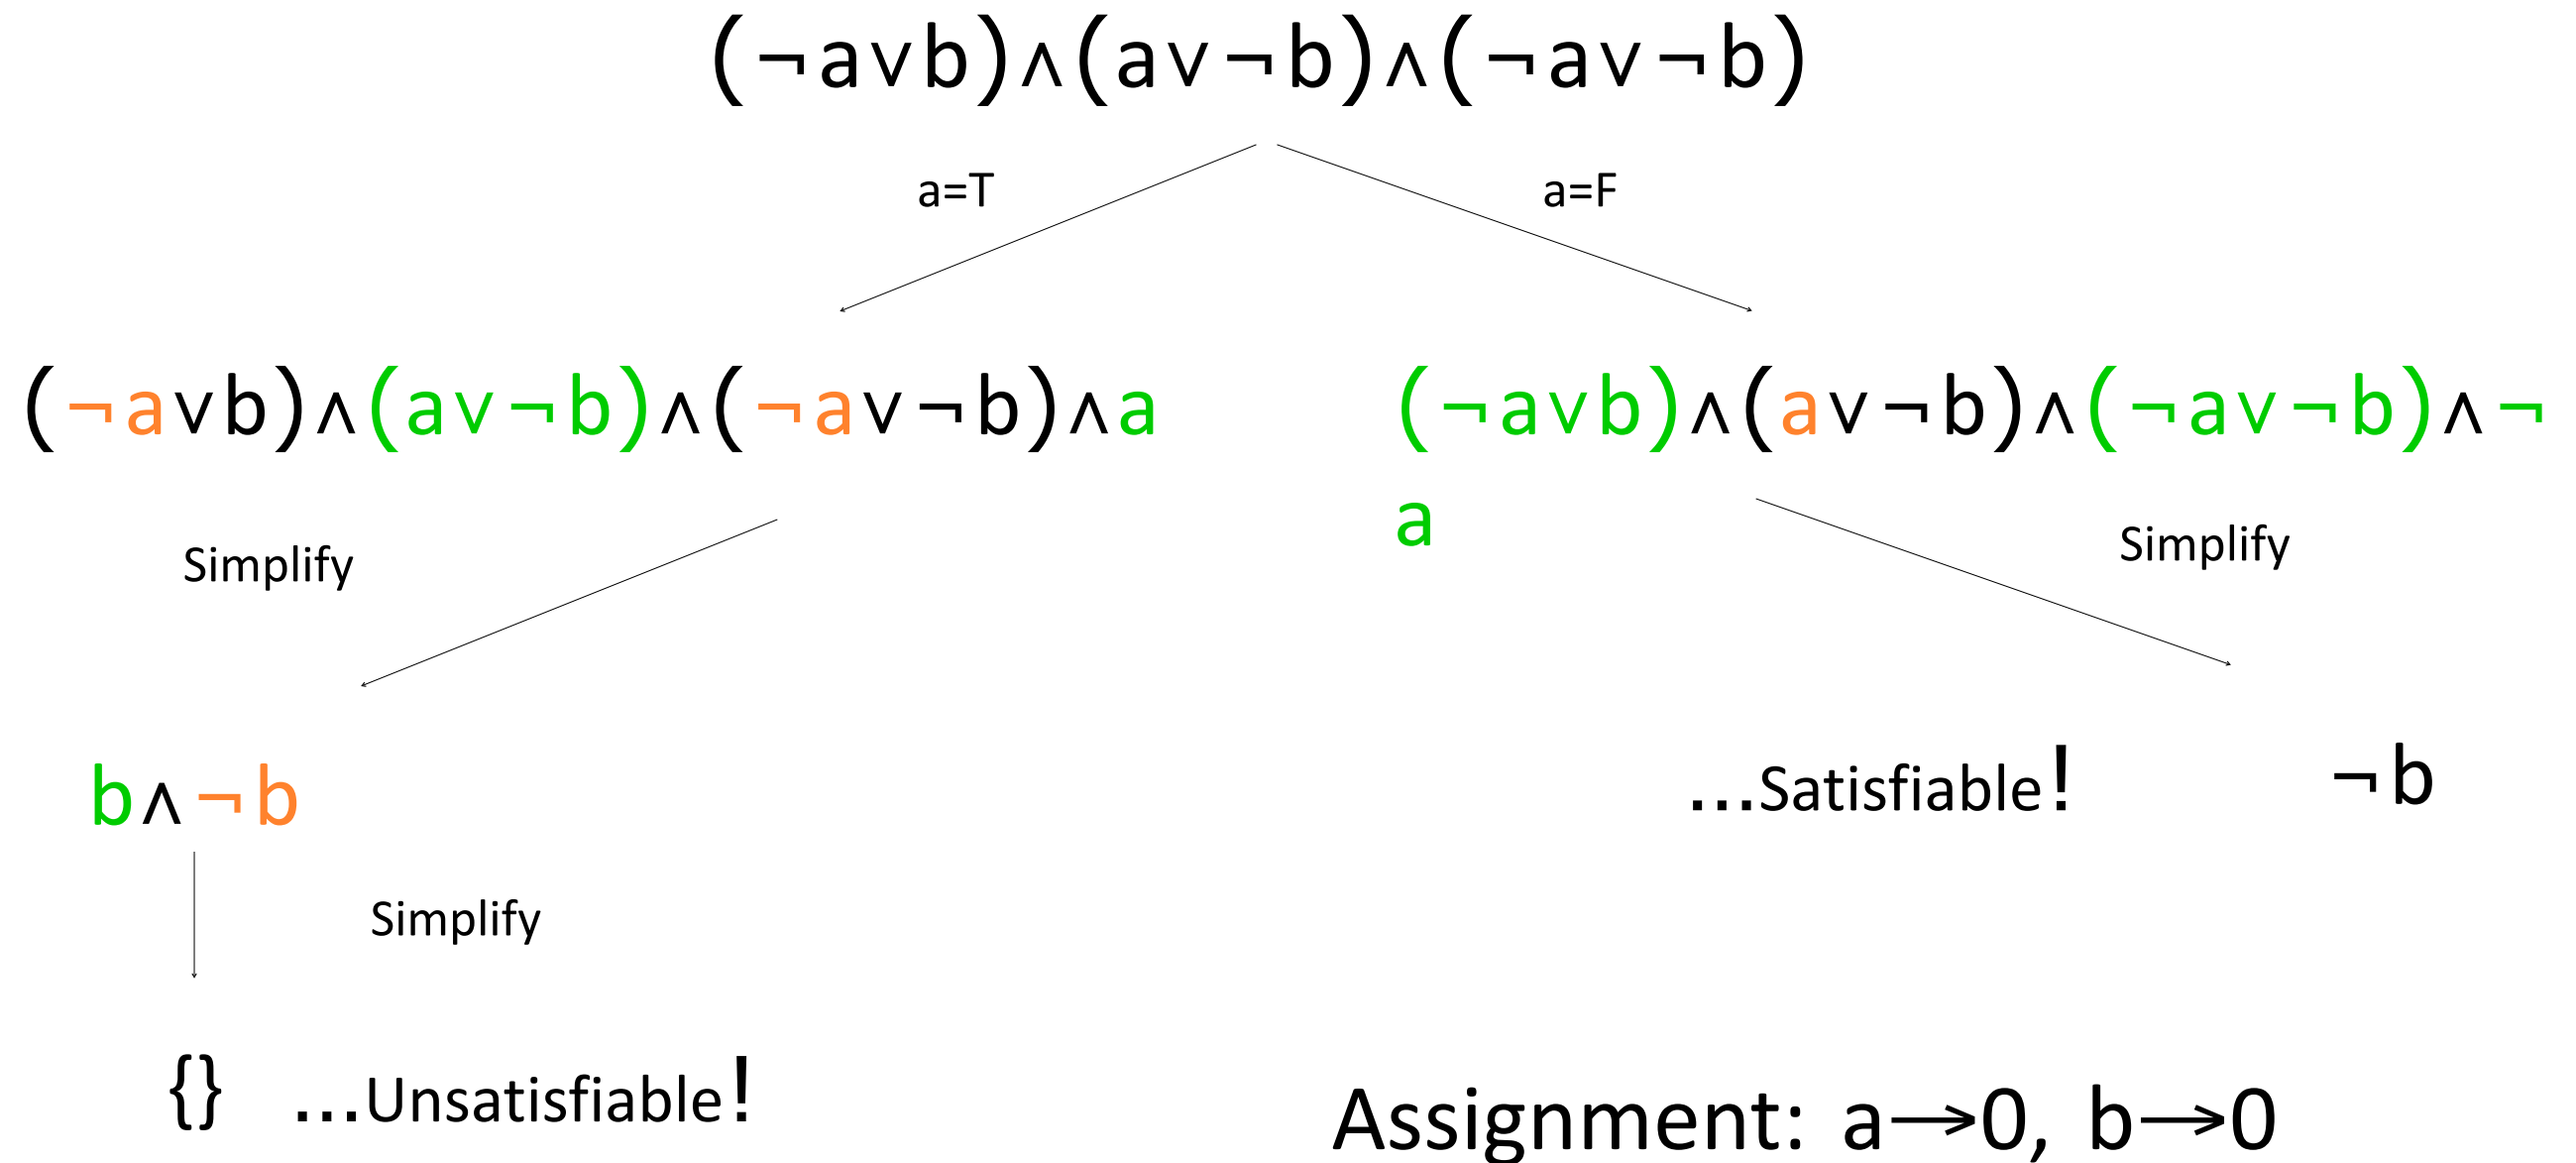 (¬a∨b)∧(a∨¬b)∧(¬a∨¬b)
a=T
a=F
(¬a∨b)∧(a∨¬b)∧(¬a∨¬b)∧a
(¬a∨b)∧(a∨¬b)∧(¬a∨¬b)∧¬
a
Simplify
Simplify
b∧¬b
...Satisfiable!
¬b
Simplify
{} ...Unsatisfiable!
Assignment: a→0, b→0